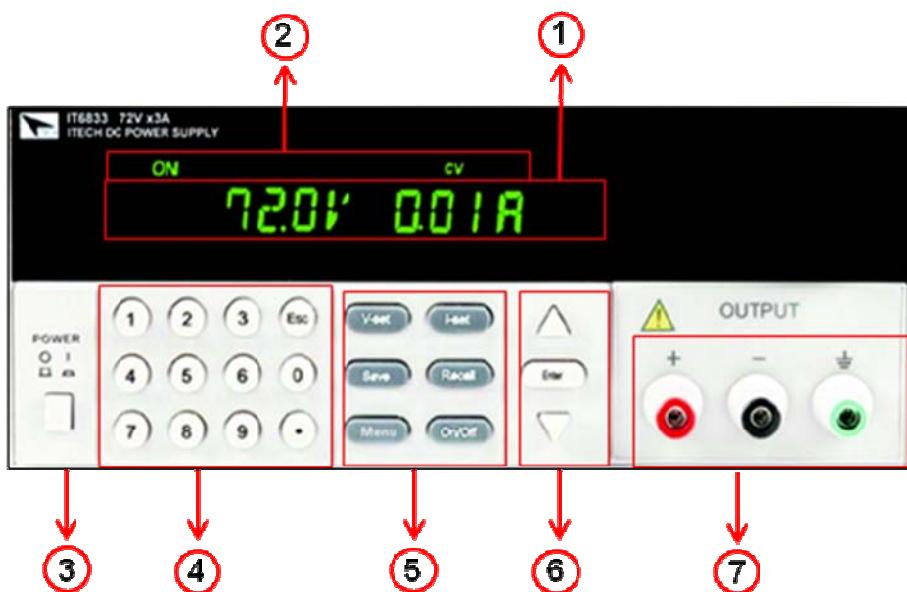 2 1
IT6833 72V x3A
ITECH DC POWER SUPPLY
ON CV
72.0V 0.01A
1 2 3 Esc V-set I-set OUTPUT
POWER
O I + -
4 5 6 0 Save Recall Enter
7 8 9 . Menu On/Off
3 4 5 6 7